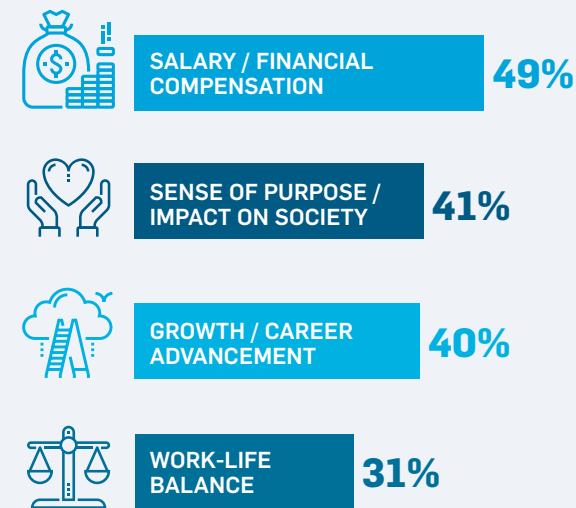 SALARY / FINANCIAL
COMPENSATION
49%
SENSE OF PURPOSE /
IMPACT ON SOCIETY
41%
GROWTH / CAREER
ADVANCEMENT
40%
WORK-LIFE
BALANCE
31%